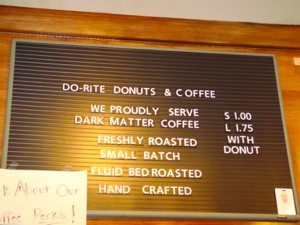 DO-RITE DONUTS & COFFEE
WE PROUDLY SERVE S 1.00
DARK MATTER COFFEE L 1.75
FRESHLY ROASTED WITH
SMALL BATCH DONUT
FLUID BED ROASTED
HAND CRAFTED
About Our
Perks!